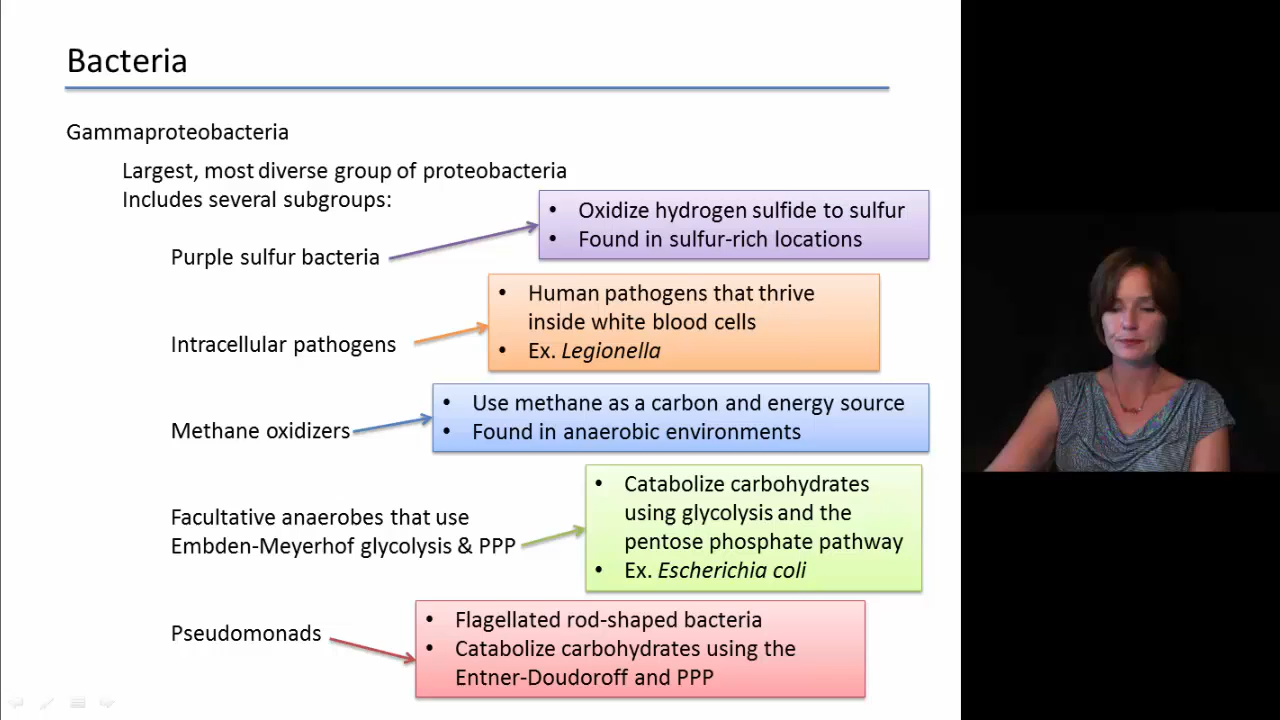 Bacteria
Gammaproteobacteria
Largest, most diverse group of proteobacteria
Includes several subgroups:
Purple sulfur bacteria
• Oxidize hydrogen sulfide to sulfur
• Found in sulfur-rich locations
Intracellular pathogens
• Human pathogens that thrive
inside white blood cells
• Ex. Legionella
Methane oxidizers
• Use methane as a carbon and energy source
• Found in anaerobic environments
Facultative anaerobes that use
Embden-Meyerhof glycolysis & PPP
• Catabolize carbohydrates
using glycolysis and the
pentose phosphate pathway
• Ex. Escherichia coli
Pseudomonads
• Flagellated rod-shaped bacteria
• Catabolize carbohydrates using the
Entner-Doudoroff and PPP